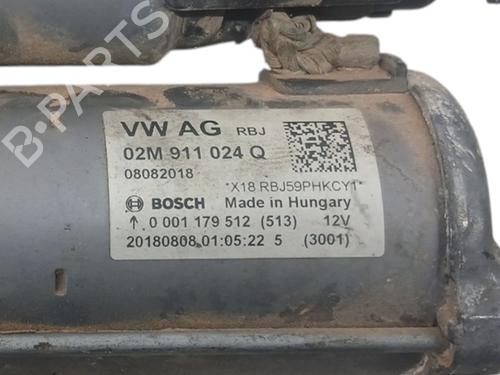 VW AG RBJ
02M 911 024 Q
08082018
*X18 RBJ59PHKCY1*
BOSCH Made in Hungary
↑ 0 001 179 512 (513) 12V
20180808 01:05:22 5 (3001)
B-PARTS